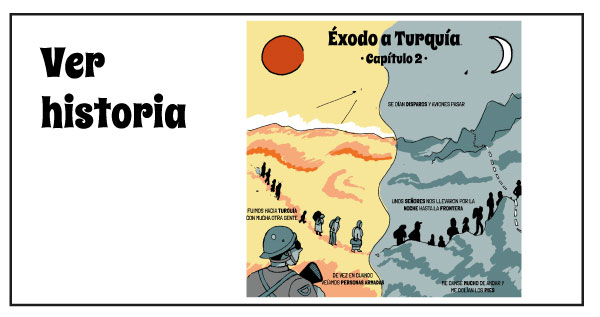 Ver
historia
Éxodo a Turquía
· Capítulo 2 ·
SE OÍAN DISPAROS Y AVIONES PASAR
FUIMOS HACIA TURQUÍA
CON MUCHA OTRA GENTE
UNOS SEÑORES NOS LLEVARON POR LA
NOCHE HASTA LA FRONTERA
DE VEZ EN CUANDO
VEÍAMOS PERSONAS ARMADAS
ME CANSÉ MUCHO DE ANDAR Y
ME DOLÍAN LOS PIES